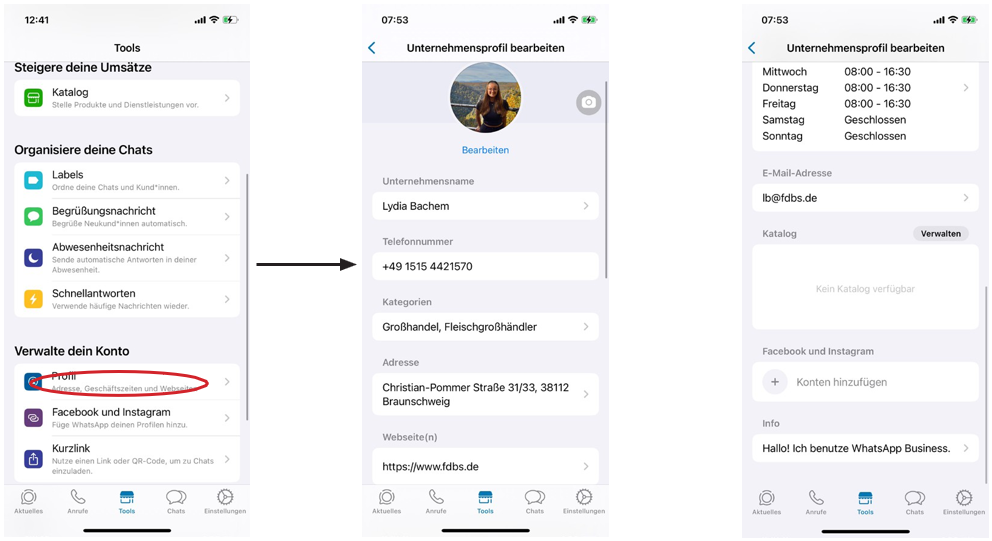 12:41
Tools
Steigere deine Umsätze
Katalog
Stelle Produkte und Dienstleistungen vor.
Organisiere deine Chats
Labels
Ordne deine Chats und Kund*innen.
Begrüßungsnachricht
Begrüße Neukund*innen automatisch.
Abwesenheitsnachricht
Sende automatische Antworten in deiner
Abwesenheit.
Schnellantworten
Verwende häufige Nachrichten wieder.
Verwalte dein Konto
Profil
Adresse, Geschäftszeiten und Webseite
Facebook und Instagram
Füge WhatsApp deinen Profilen hinzu.
Kurzlink
Nutze einen Link oder QR-Code, um zu Chats
einzuladen.
Aktuelles Anrufe Tools Chats Einstellungen
07:53
Unternehmensprofil bearbeiten
Bearbeiten
Unternehmensname
Lydia Bachem
Telefonnummer
+49 1515 4421570
Kategorien
Großhandel, Fleischgroßhändler
Adresse
Christian-Pommer Straße 31/33, 38112
Braunschweig
Webseite(n)
https://www.fdbs.de
Aktuelles Anrufe Tools Chats Einstellungen
07:53
Unternehmensprofil bearbeiten
Mittwoch 08:00 - 16:30
Donnerstag 08:00 - 16:30
Freitag 08:00 - 16:30
Samstag Geschlossen
Sonntag Geschlossen
E-Mail-Adresse
lb@fdbs.de
Katalog Verwalten
Kein Katalog verfügbar
Facebook und Instagram
Konten hinzufügen
Info
Hallo! Ich benutze WhatsApp Business.
Aktuelles Anrufe Tools Chats Einstellungen